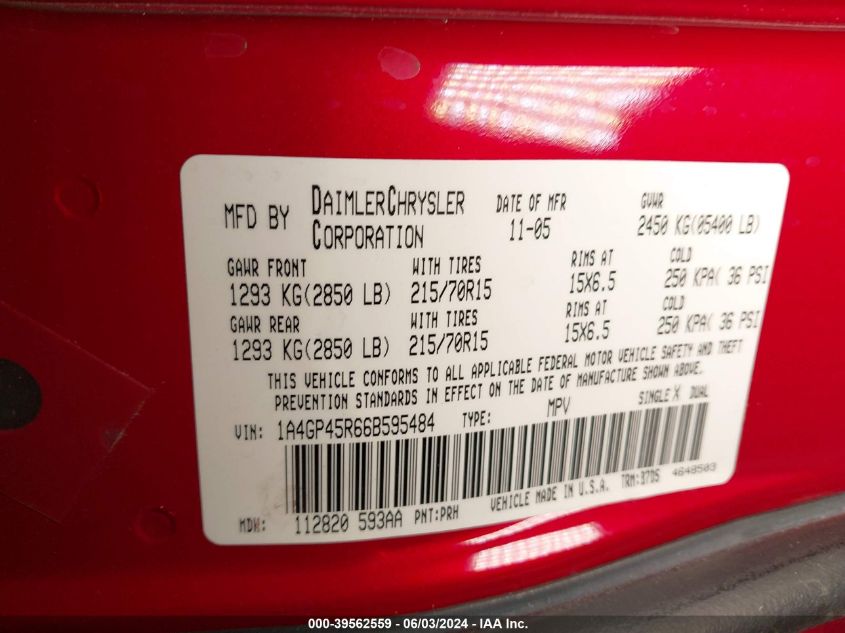 MFD BY DAIMLERCHRYSLER CORPORATION DATE OF MFR 11-05 GVWR 2450 KG(05400 LB)
GAWR FRONT WITH TIRES RIMS AT COLD
1293 KG(2850 LB) 215/70R15 15X6.5 250 KPA( 36 PSI
GAWR REAR WITH TIRES RIMS AT COLD
1293 KG(2850 LB) 215/70R15 15X6.5 250 KPA( 36 PSI
THIS VEHICLE CONFORMS TO ALL APPLICABLE FEDERAL MOTOR VEHICLE SAFETY AND THEFT
PREVENTION STANDARDS IN EFFECT ON THE DATE OF MANUFACTURE SHOWN ABOVE.
VIN: 1A4GP45R66B595484 TYPE: MPV SINGLE X DUAL
MDH: 112820 593AA PNT:PRH VEHICLE MADE IN U.S.A. TRM:B7D5 4648503
000-39562559 / 06/03/2024 - IAA Inc.